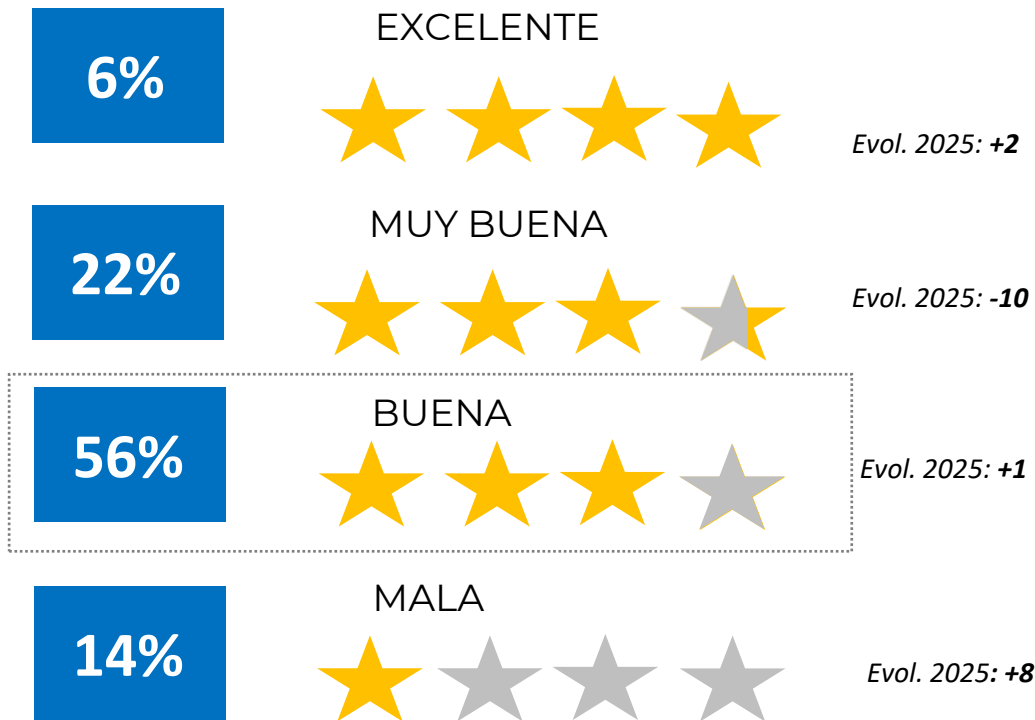 EXCELENTE
6%
Evol. 2025: +2
MUY BUENA
22%
Evol. 2025: -10
BUENA
56%
Evol. 2025: +1
MALA
14%
Evol. 2025: +8